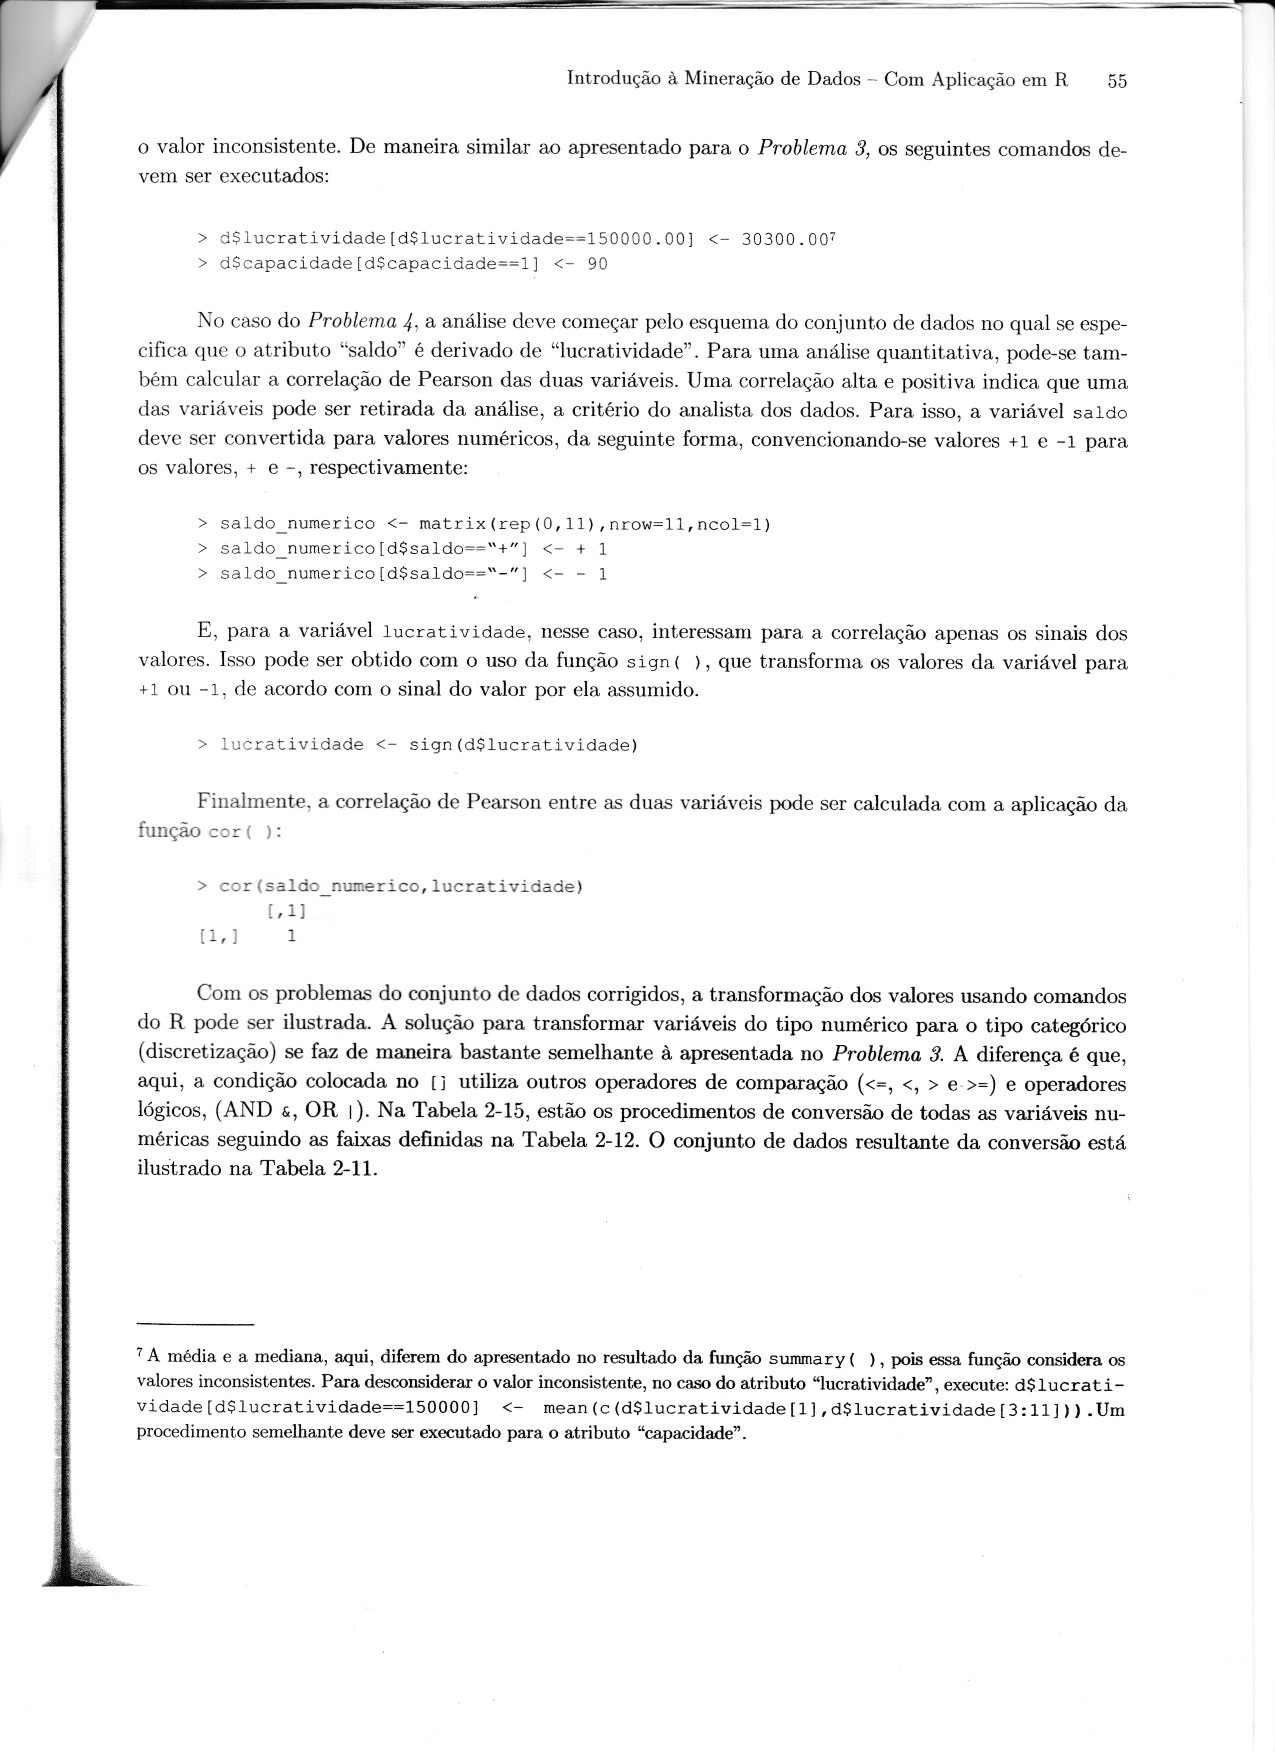 Introdução à Mineração de Dados – Com Aplicação em R 55
o valor inconsistente. De maneira similar ao apresentado para o Problema 3, os seguintes comandos de-
vem ser executados:
> d$lucratividade[d$lucratividade==150000.00] <- 30300.00⁷
> d$capacidade[d$capacidade==1] <- 90
No caso do Problema 4, a análise deve começar pelo esquema do conjunto de dados no qual se espe-
cifica que o atributo “saldo” é derivado de “lucratividade”. Para uma análise quantitativa, pode-se tam-
bém calcular a correlação de Pearson das duas variáveis. Uma correlação alta e positiva indica que uma
das variáveis pode ser retirada da análise, a critério do analista dos dados. Para isso, a variável saldo
deve ser convertida para valores numéricos, da seguinte forma, convencionando-se valores +1 e -1 para
os valores, + e -, respectivamente:
> saldo_numerico <- matrix(rep(0,11),nrow=11,ncol=1)
> saldo_numerico[d$saldo==“+”] <- + 1
> saldo_numerico[d$saldo==“-”] <- - 1
E, para a variável lucratividade, nesse caso, interessam para a correlação apenas os sinais dos
valores. Isso pode ser obtido com o uso da função sign( ), que transforma os valores da variável para
+1 ou -1, de acordo com o sinal do valor por ela assumido.
> lucratividade <- sign(d$lucratividade)
Finalmente, a correlação de Pearson entre as duas variáveis pode ser calculada com a aplicação da
função cor( ):
> cor(saldo_numerico,lucratividade)
[,1]
[1,] 1
Com os problemas do conjunto de dados corrigidos, a transformação dos valores usando comandos
do R pode ser ilustrada. A solução para transformar variáveis do tipo numérico para o tipo categórico
(discretização) se faz de maneira bastante semelhante à apresentada no Problema 3. A diferença é que,
aqui, a condição colocada no [] utiliza outros operadores de comparação (<=, <, > e >=) e operadores
lógicos, (AND &, OR |). Na Tabela 2-15, estão os procedimentos de conversão de todas as variáveis nu-
méricas seguindo as faixas definidas na Tabela 2-12. O conjunto de dados resultante da conversão está
ilustrado na Tabela 2-11.
⁷ A média e a mediana, aqui, diferem do apresentado no resultado da função summary( ), pois essa função considera os
valores inconsistentes. Para desconsiderar o valor inconsistente, no caso do atributo “lucratividade”, execute: d$lucrati-
vidade[d$lucratividade==150000] <- mean(c(d$lucratividade[1],d$lucratividade[3:11])).Um
procedimento semelhante deve ser executado para o atributo “capacidade”.